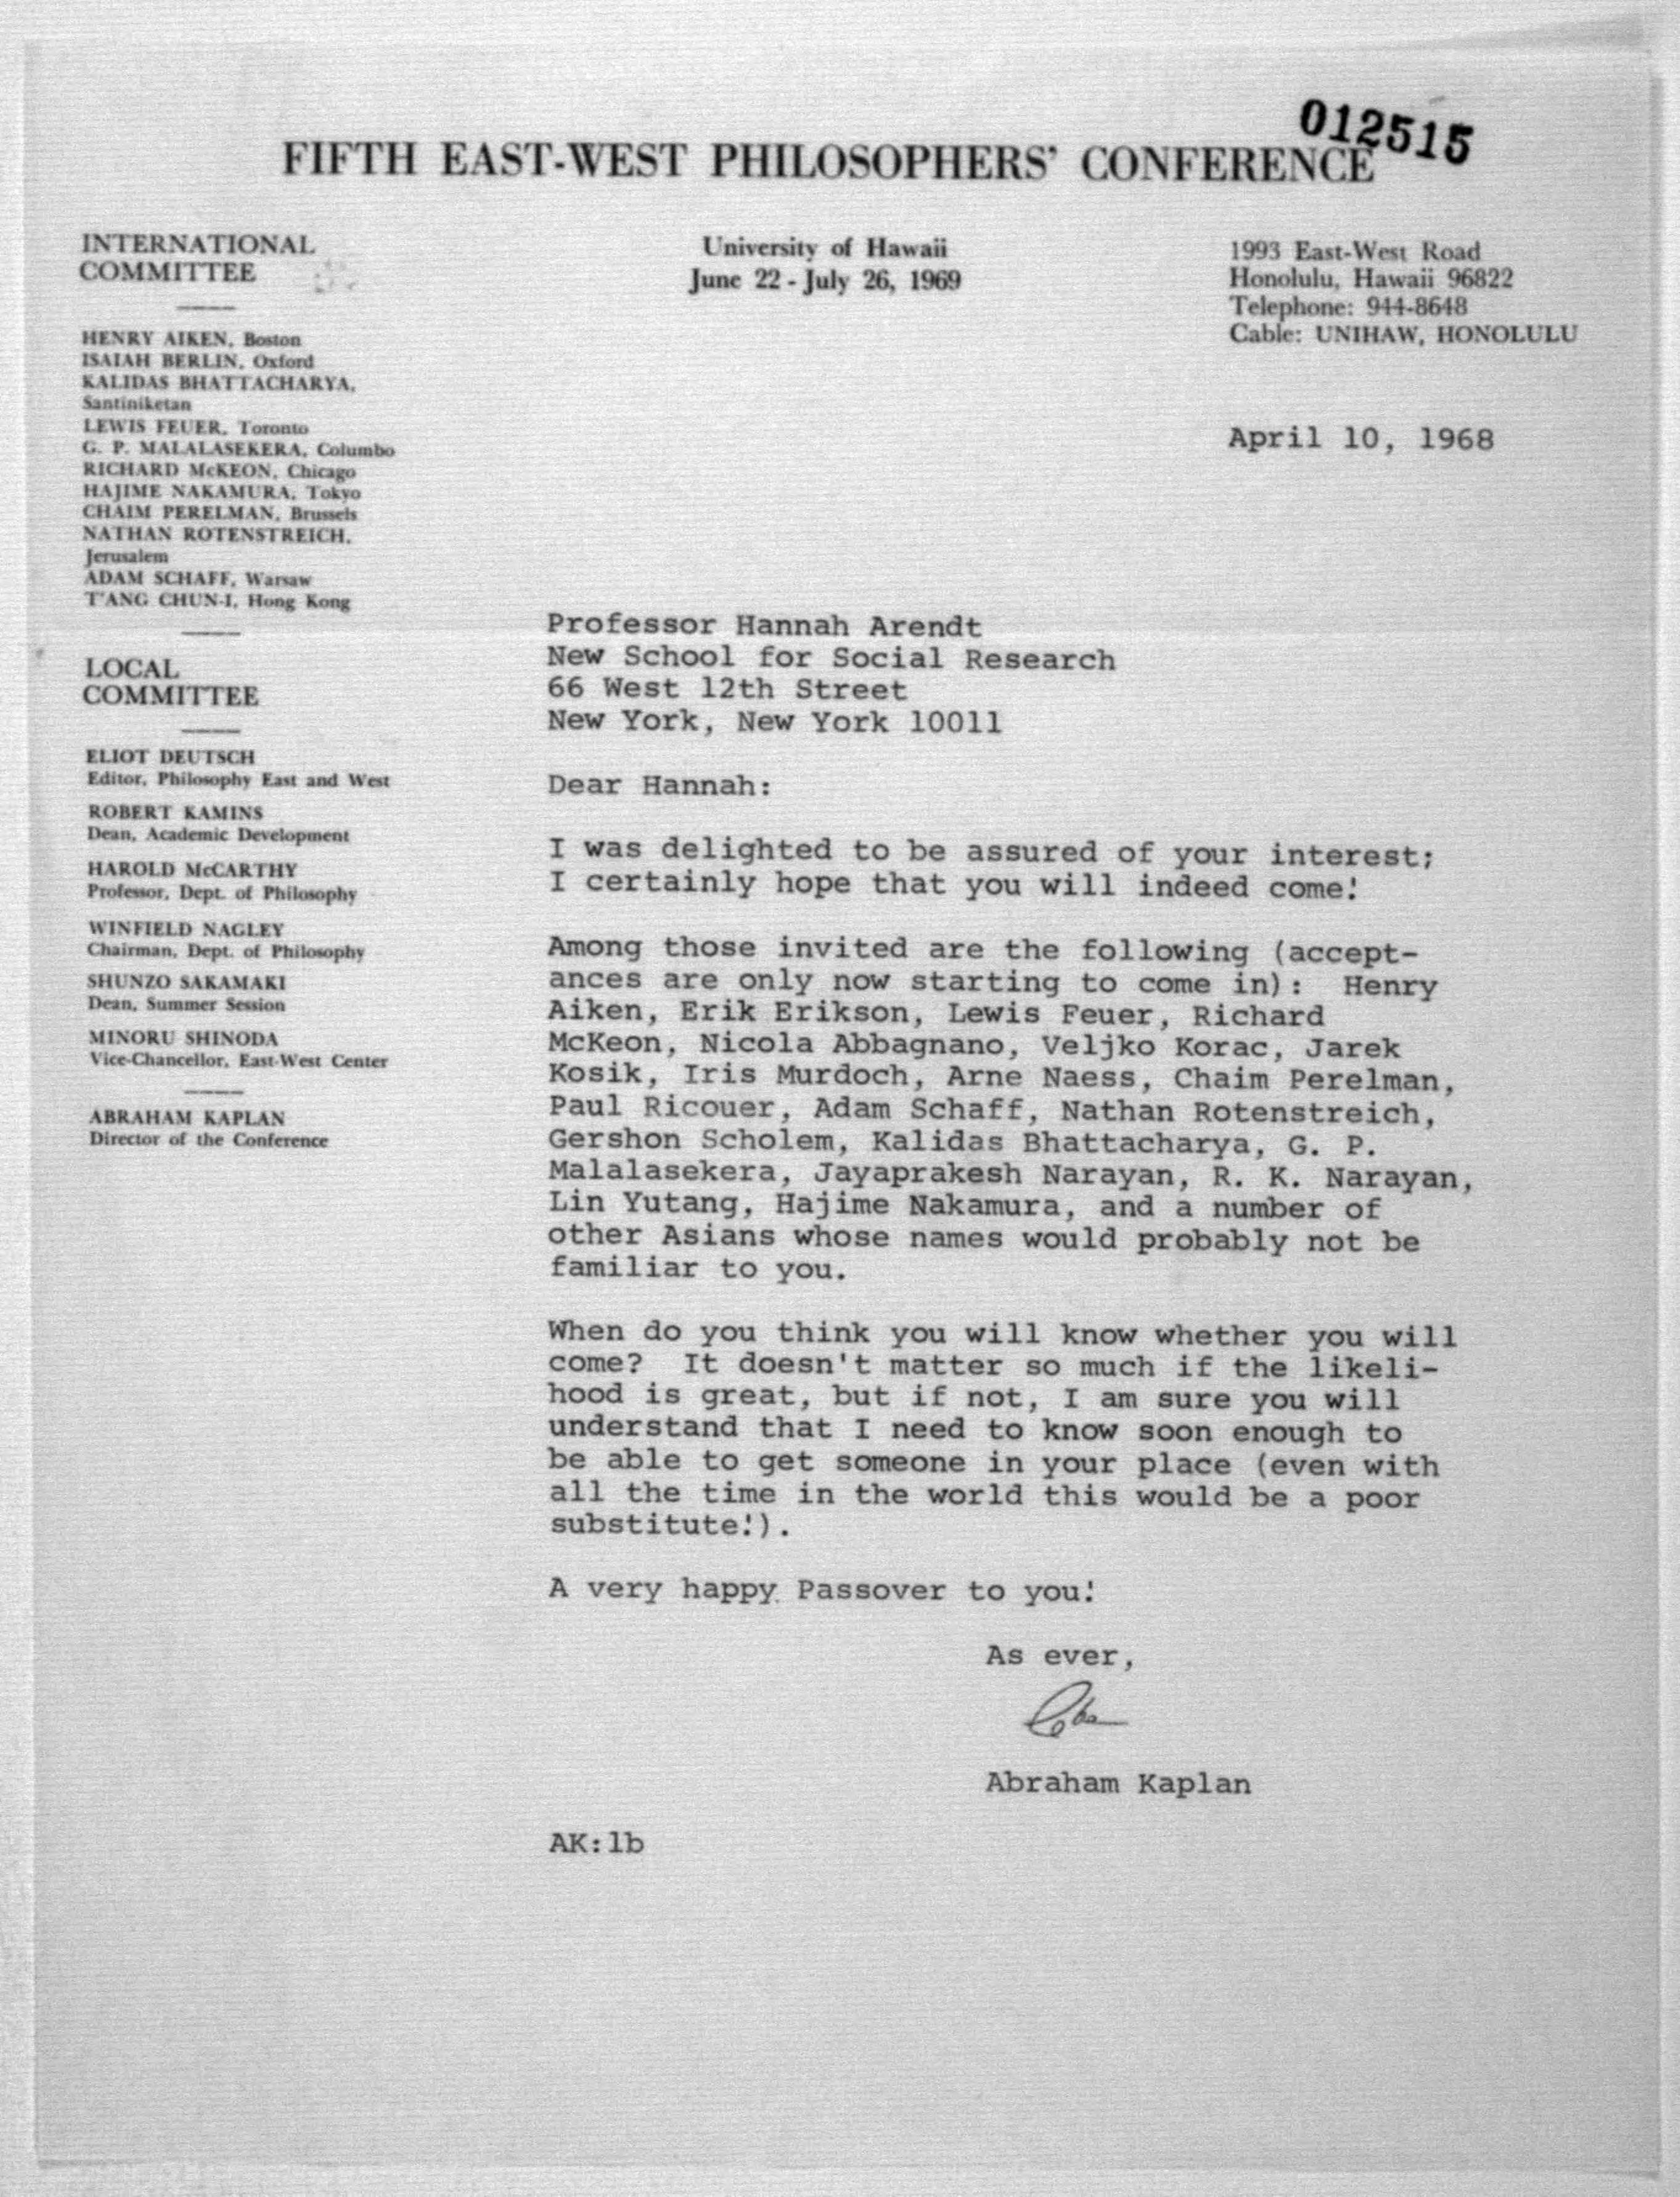 012515
FIFTH EAST-WEST PHILOSOPHERS' CONFERENCE
INTERNATIONAL
COMMITTEE
HENRY AIKEN, Boston
ISAIAH BERLIN, Oxford
KALIDAS BHATTACHARYA,
Santiniketan
LEWIS FEUER, Toronto
G. P. MALALASEKERA, Columbo
RICHARD McKEON, Chicago
HAJIME NAKAMURA, Tokyo
CHAIM PERELMAN, Brussels
NATHAN ROTENSTREICH,
Jerusalem
ADAM SCHAFF, Warsaw
T'ANG CHUN-I, Hong Kong
LOCAL
COMMITTEE
ELIOT DEUTSCH
Editor, Philosophy East and West
ROBERT KAMINS
Dean, Academic Development
HAROLD McCARTHY
Professor, Dept. of Philosophy
WINFIELD NAGLEY
Chairman, Dept. of Philosophy
SHUNZO SAKAMAKI
Dean, Summer Session
MINORU SHINODA
Vice-Chancellor, East-West Center
ABRAHAM KAPLAN
Director of the Conference
University of Hawaii
June 22 - July 26, 1969
1993 East-West Road
Honolulu, Hawaii 96822
Telephone: 944-8648
Cable: UNIHAW, HONOLULU
April 10, 1968
Professor Hannah Arendt
New School for Social Research
66 West 12th Street
New York, New York 10011
Dear Hannah:
I was delighted to be assured of your interest;
I certainly hope that you will indeed come!
Among those invited are the following (accept-
ances are only now starting to come in): Henry
Aiken, Erik Erikson, Lewis Feuer, Richard
McKeon, Nicola Abbagnano, Veljko Korac, Jarek
Kosik, Iris Murdoch, Arne Naess, Chaim Perelman,
Paul Ricouer, Adam Schaff, Nathan Rotenstreich,
Gershon Scholem, Kalidas Bhattacharya, G. P.
Malalasekera, Jayaprakesh Narayan, R. K. Narayan,
Lin Yutang, Hajime Nakamura, and a number of
other Asians whose names would probably not be
familiar to you.
When do you think you will know whether you will
come? It doesn't matter so much if the likeli-
hood is great, but if not, I am sure you will
understand that I need to know soon enough to
be able to get someone in your place (even with
all the time in the world this would be a poor
substitute!).
A very happy Passover to you!
As ever,
Abe
Abraham Kaplan
AK:lb